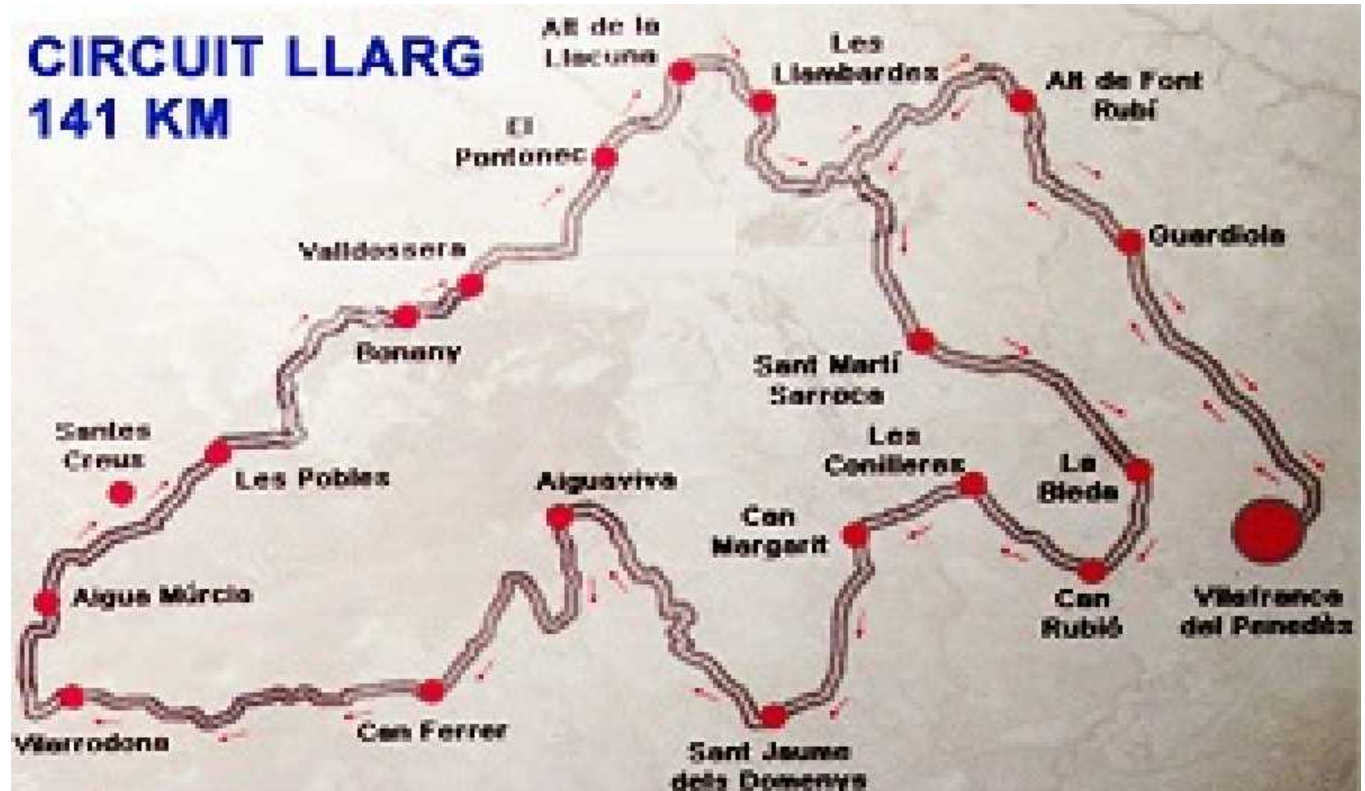 CIRCUIT LLARG
141 KM
Alt de la
Llacuna
Les
Llambardes
Alt de Font
Rubí
El
Pontonec
Valldossera
Guardiola
Bonany
Sant Martí
Sarroca
Santes
Creus
Les Pobles
Les
Conilleres
La
Bleda
Aiguaviva
Can
Margarit
Aigua Múrcia
Can
Rubió
Vilafranca
del Penedès
Vilarrodona
Can Ferrer
Sant Jaume
dels Domenys